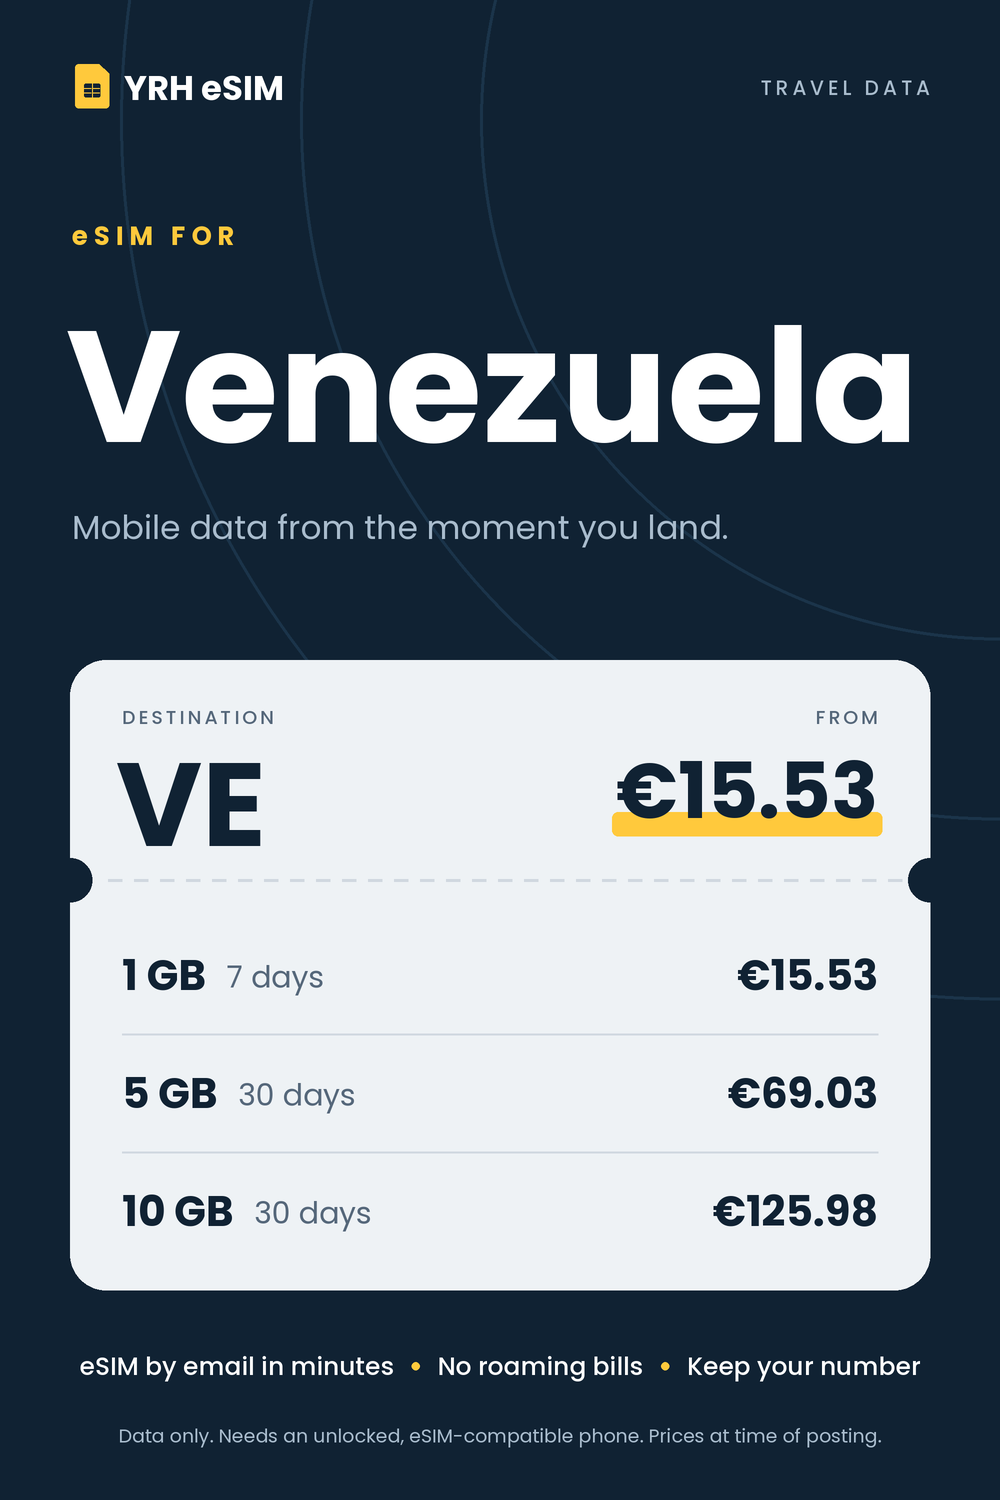 YRH eSIM
TRAVEL DATA
eSIM FOR
Venezuela
Mobile data from the moment you land.
DESTINATION
FROM
VE
€15.53
1 GB 7 days €15.53
5 GB 30 days €69.03
10 GB 30 days €125.98
eSIM by email in minutes • No roaming bills • Keep your number
Data only. Needs an unlocked, eSIM-compatible phone. Prices at time of posting.